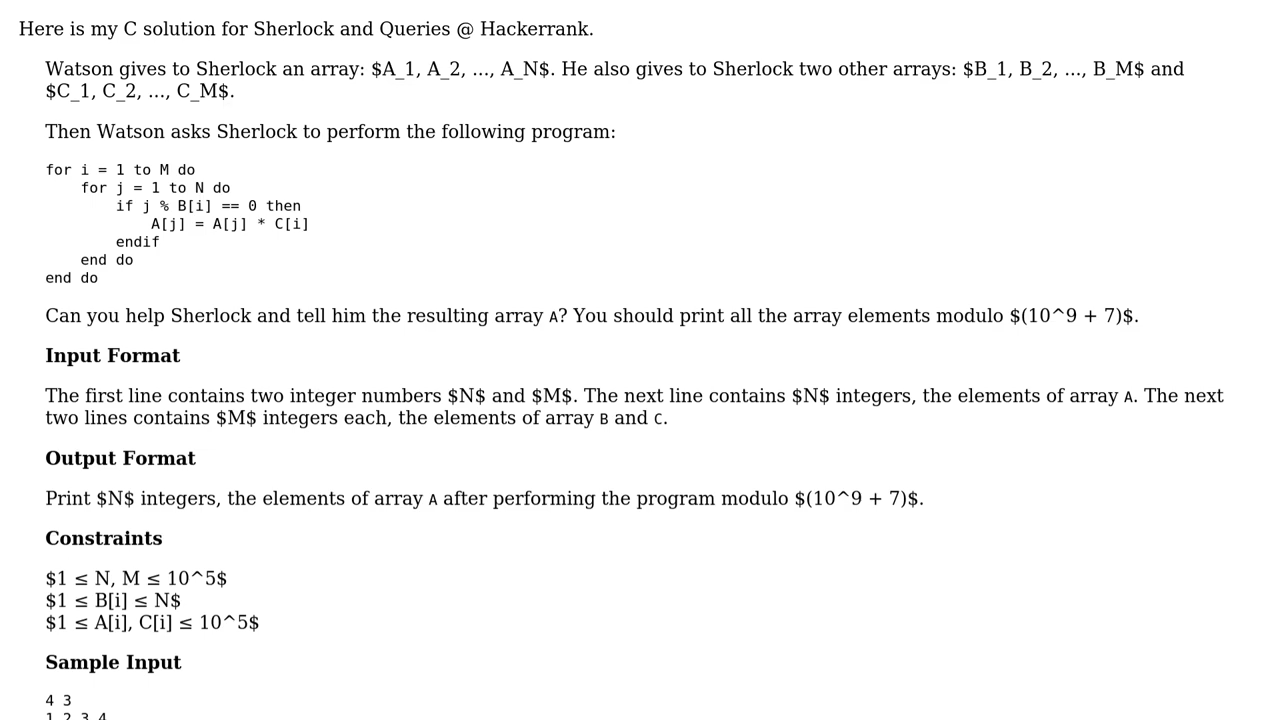 Here is my C solution for Sherlock and Queries @ Hackerrank.
Watson gives to Sherlock an array: $A_1, A_2, ..., A_N$. He also gives to Sherlock two other arrays: $B_1, B_2, ..., B_M$ and
$C_1, C_2, ..., C_M$.
Then Watson asks Sherlock to perform the following program:
for i = 1 to M do
    for j = 1 to N do
        if j % B[i] == 0 then
            A[j] = A[j] * C[i]
        endif
    end do
end do
Can you help Sherlock and tell him the resulting array A? You should print all the array elements modulo $(10^9 + 7)$.
Input Format
The first line contains two integer numbers $N$ and $M$. The next line contains $N$ integers, the elements of array A. The next
two lines contains $M$ integers each, the elements of array B and C.
Output Format
Print $N$ integers, the elements of array A after performing the program modulo $(10^9 + 7)$.
Constraints
$1 ≤ N, M ≤ 10^5$
$1 ≤ B[i] ≤ N$
$1 ≤ A[i], C[i] ≤ 10^5$
Sample Input
4 3
1 2 3 4